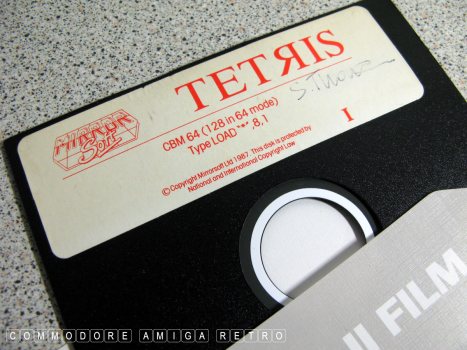 TETЯIS
MIRROR
Soft
CBM 64 (128 in 64 mode)
Type LOAD "*",8,1
I
© Copyright Mirrorsoft Ltd 1987. This disk is protected by
National and International Copyright Law
II FILM
COMMODORE AMIGA RETRO